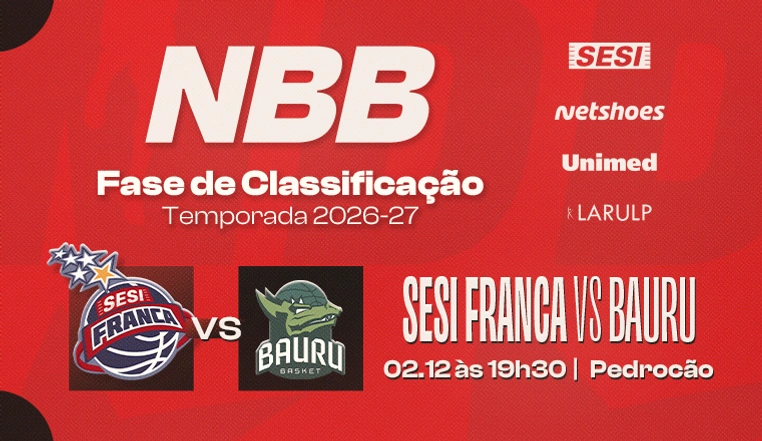 NBB
Fase de Classificação
Temporada 2026-27
SESI
netshoes
Unimed
LARULP
SESI
FRANCA
VS
BAURU
BASKET
SESI FRANCA VS BAURU
02.12 às 19h30 | Pedrocão